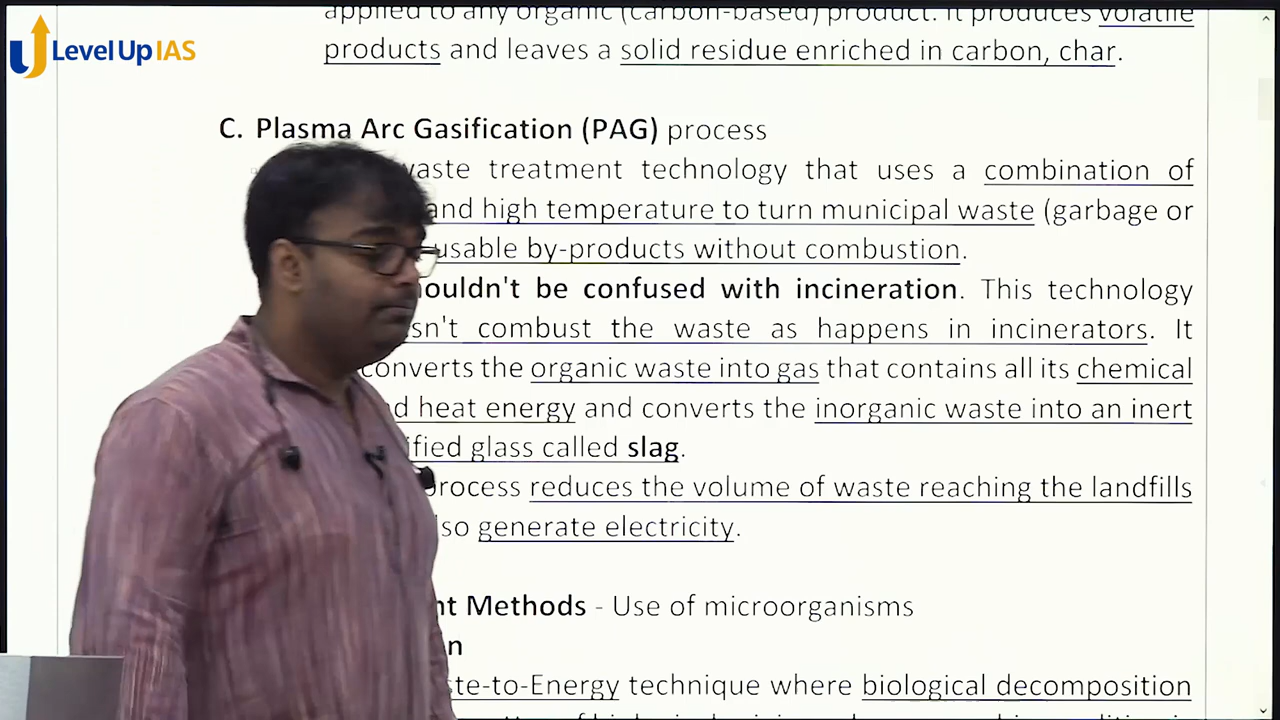 Level Up IAS
applied to any organic (carbon-based) product. It produces volatile
products and leaves a solid residue enriched in carbon, char.
C. Plasma Arc Gasification (PAG) process
waste treatment technology that uses a combination of
and high temperature to turn municipal waste (garbage or
usable by-products without combustion.
ouldn't be confused with incineration. This technology
sn't combust the waste as happens in incinerators. It
converts the organic waste into gas that contains all its chemical
d heat energy and converts the inorganic waste into an inert
ified glass called slag.
process reduces the volume of waste reaching the landfills
so generate electricity.
nt Methods - Use of microorganisms
n
ste-to-Energy technique where biological decomposition